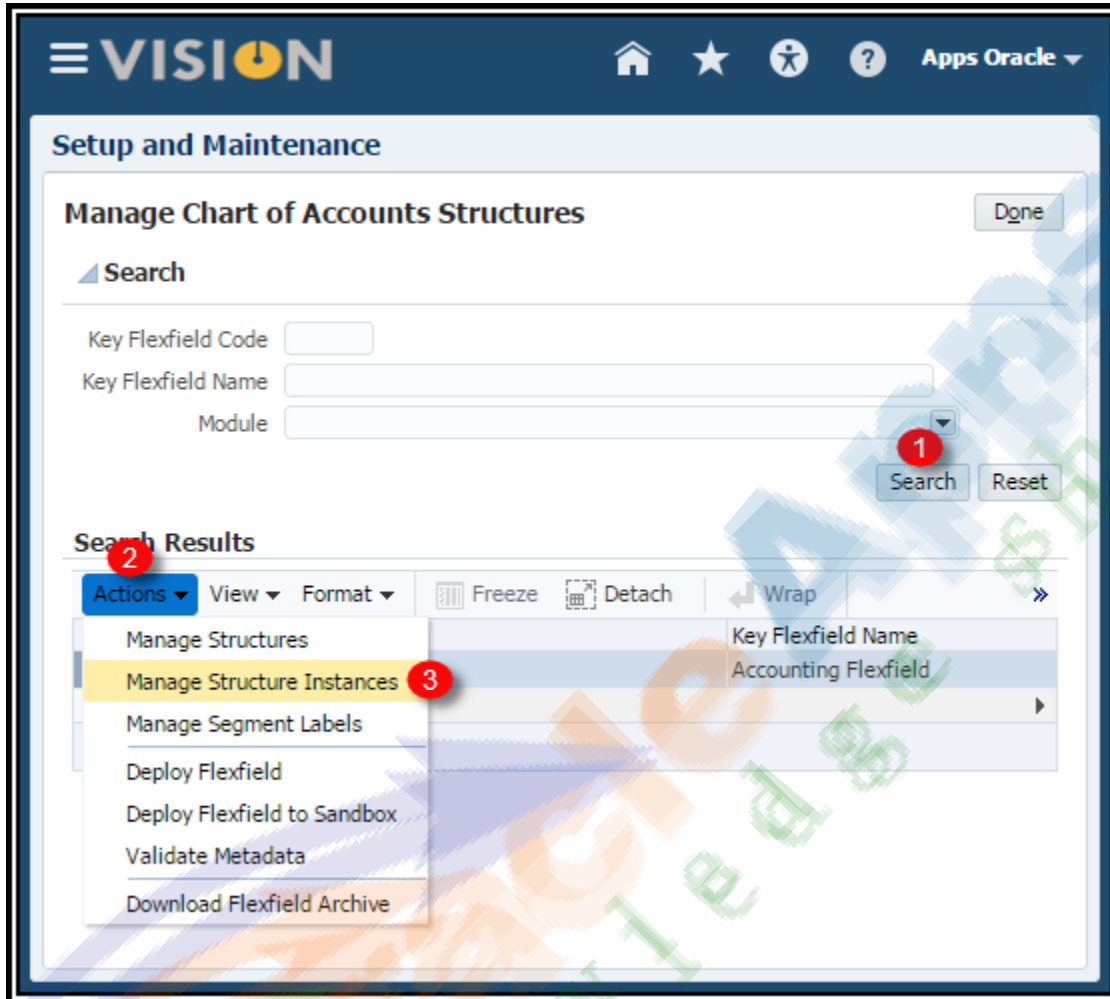 VISION
Apps Oracle
Setup and Maintenance
Manage Chart of Accounts Structures
Done
Search
Key Flexfield Code
Key Flexfield Name
Module
1
Search Reset
Search Results
2
Actions View Format Freeze Detach Wrap »
Manage Structures
Key Flexfield Name
Manage Structure Instances 3
Accounting Flexfield
Manage Segment Labels
Deploy Flexfield
Deploy Flexfield to Sandbox
Validate Metadata
Download Flexfield Archive